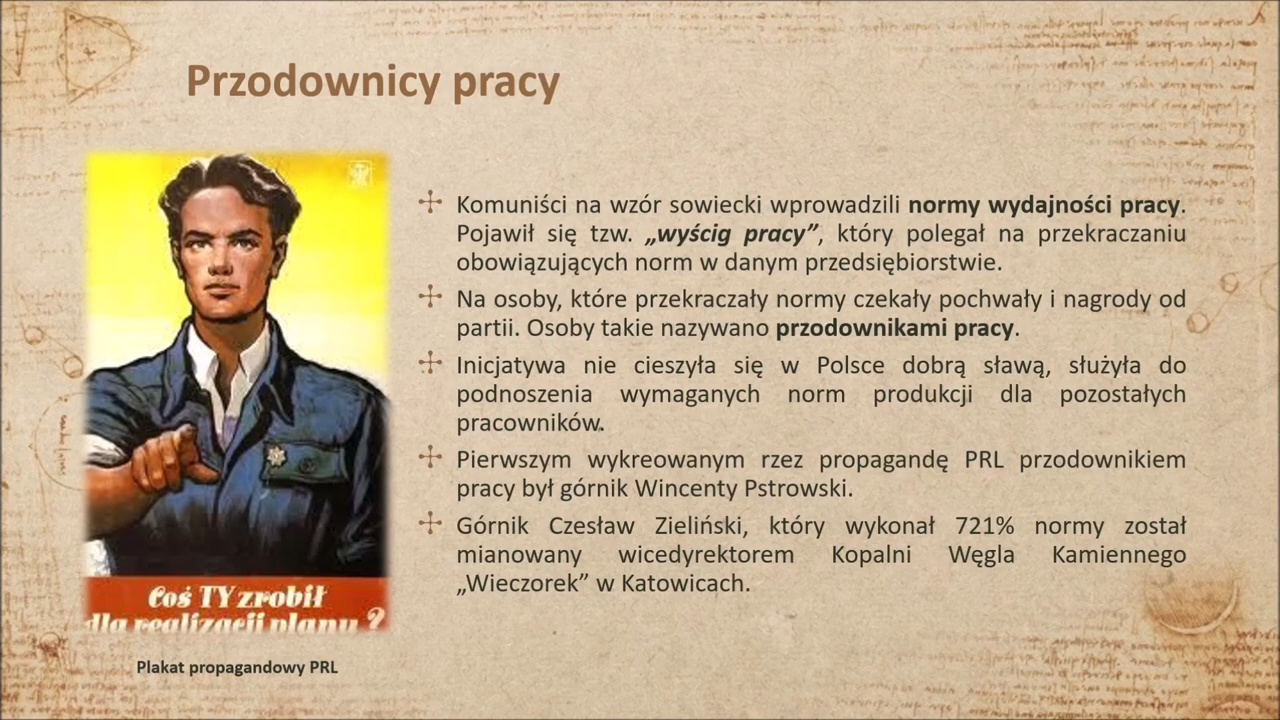 Przodownicy pracy
Komuniści na wzór sowiecki wprowadzili normy wydajności pracy.
Pojawił się tzw. „wyścig pracy”, który polegał na przekraczaniu
obowiązujących norm w danym przedsiębiorstwie.
Na osoby, które przekraczały normy czekały pochwały i nagrody od
partii. Osoby takie nazywano przodownikami pracy.
Inicjatywa nie cieszyła się w Polsce dobrą sławą, służyła do
podnoszenia wymaganych norm produkcji dla pozostałych
pracowników.
Pierwszym wykreowanym rzez propagandę PRL przodownikiem
pracy był górnik Wincenty Pstrowski.
Górnik Czesław Zieliński, który wykonał 721% normy został
mianowany wicedyrektorem Kopalni Węgla Kamiennego
„Wieczorek” w Katowicach.
Coś TY zrobił
dla realizacji planu ?
Plakat propagandowy PRL